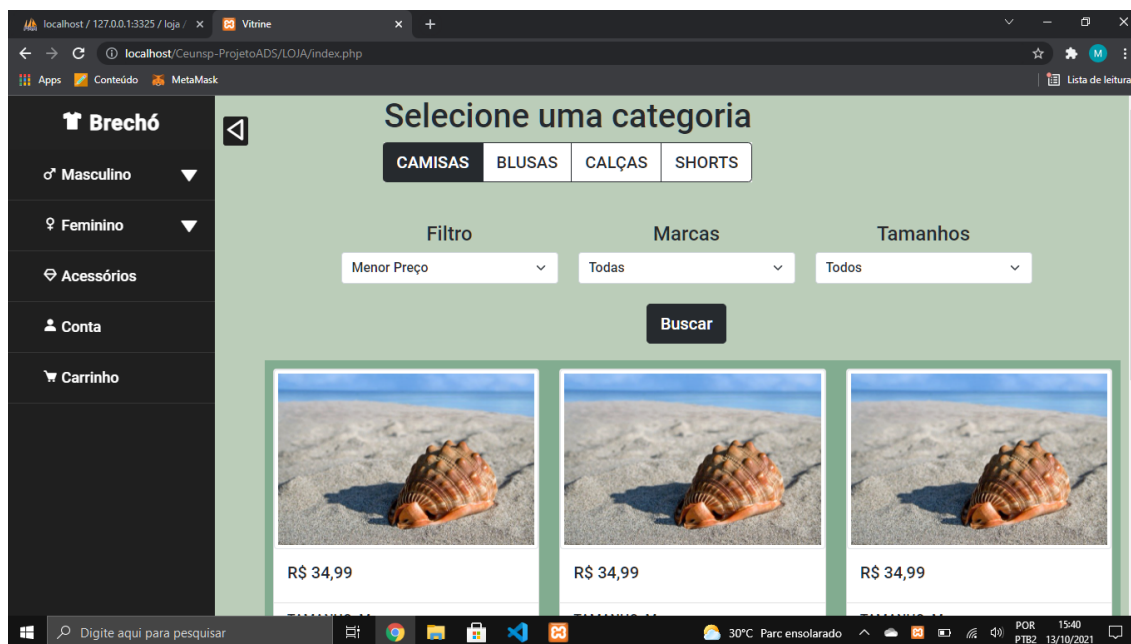 localhost / 127.0.0.1:3325 / loja /
Vitrine
localhost/Ceunsp-ProjetoADS/LOJA/index.php
M
Apps
Conteúdo
MetaMask
Lista de leitura
Brechó
Masculino
Feminino
Acessórios
Conta
Carrinho
Selecione uma categoria
CAMISAS BLUSAS CALÇAS SHORTS
Filtro Marcas Tamanhos
Menor Preço Todas Todos
Buscar
R$ 34,99 R$ 34,99 R$ 34,99
Digite aqui para pesquisar
30°C Parc ensolarado
POR 15:40
PTB2 13/10/2021